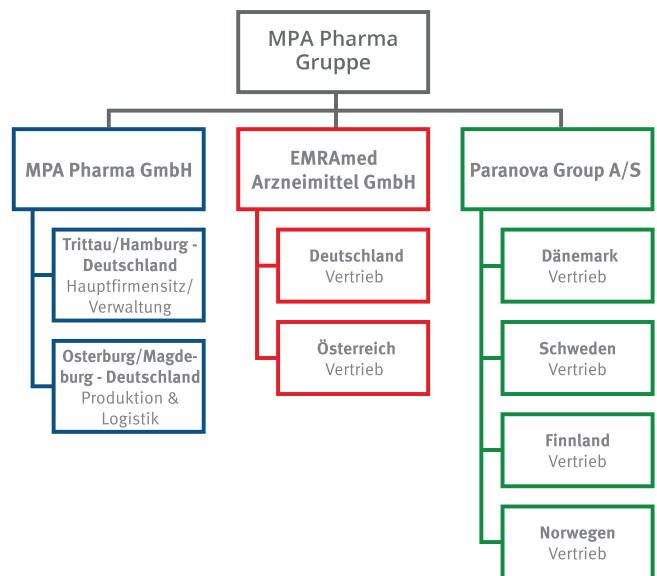 MPA Pharma
Gruppe
MPA Pharma GmbH
Trittau/Hamburg -
Deutschland
Hauptfirmensitz/
Verwaltung
Osterburg/Magde-
burg - Deutschland
Produktion &
Logistik
EMRAmed
Arzneimittel GmbH
Deutschland
Vertrieb
Österreich
Vertrieb
Paranova Group A/S
Dänemark
Vertrieb
Schweden
Vertrieb
Finnland
Vertrieb
Norwegen
Vertrieb